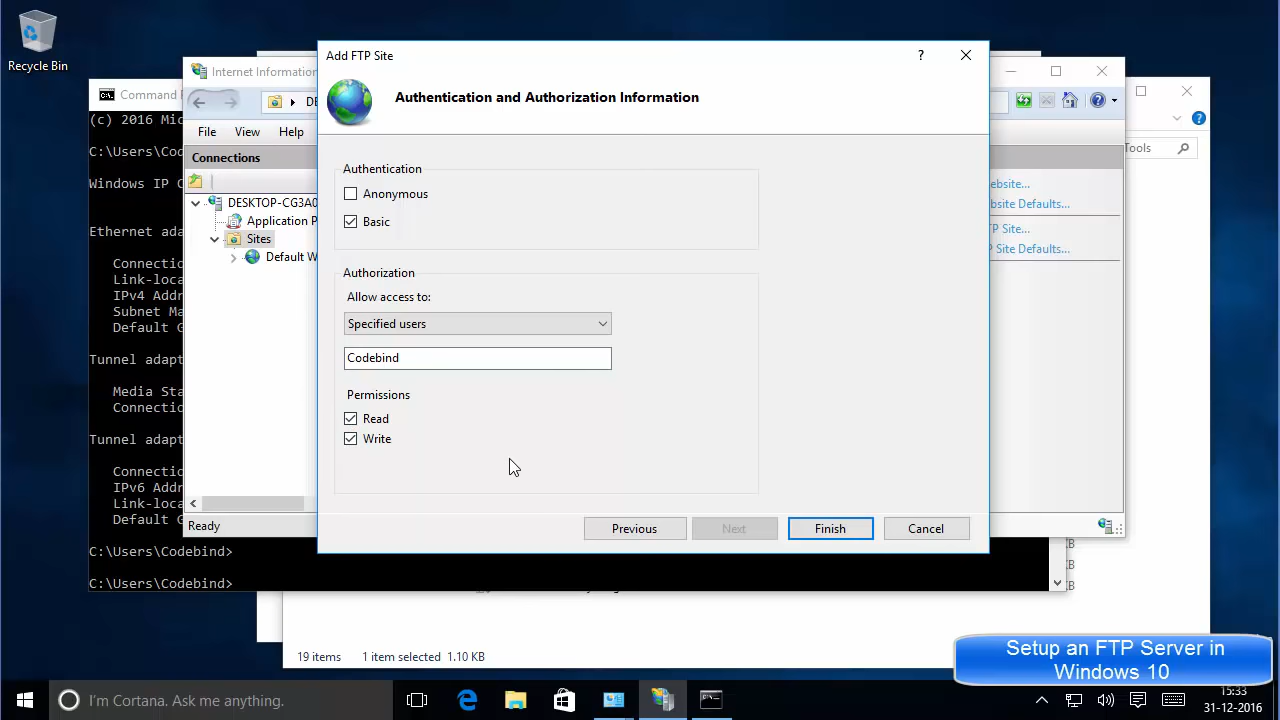 Recycle Bin
Add FTP Site
?
Internet Information
Authentication and Authorization Information
Command
(c) 2016 Mic
C:\Users\Cod
Windows IP C
Ethernet ada
Connectio
Link-loca
IPv4 Addr
Subnet Ma
Default G
Tunnel adapt
Media Sta
Connectio
Tunnel adapt
Connectio
IPv6 Addr
Link-loca
Default G
C:\Users\Codebind>
C:\Users\Codebind>
File View Help
Connections
DESKTOP-CG3A0
Application P
Sites
Default W
Ready
Authentication
Anonymous
Basic
Authorization
Allow access to:
Specified users
Codebind
Permissions
Read
Write
Previous
Next
Finish
Cancel
Tools
ebsite...
bsite Defaults...
TP Site...
P Site Defaults...
KB
KB
KB
19 items 1 item selected 1.10 KB
Setup an FTP Server in
Windows 10
I'm Cortana. Ask me anything.
15:33
31-12-2016